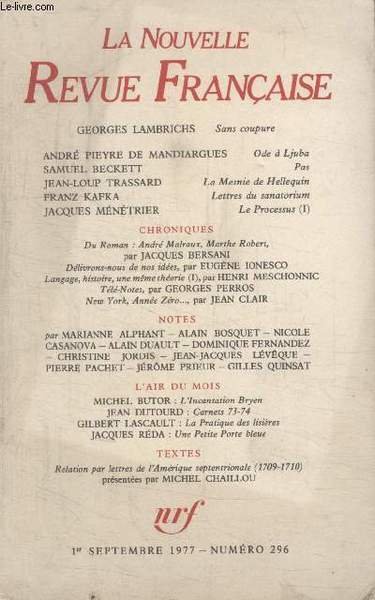 © Le-livre.com
LA NOUVELLE
REVUE FRANÇAISE
GEORGES LAMBRICHS Sans coupure
ANDRÉ PIEYRE DE MANDIARGUES Ode à Ljuba
SAMUEL BECKETT Pas
JEAN-LOUP TRASSARD La Mesnie de Hellequin
FRANZ KAFKA Lettres du sanatorium
JACQUES MÉNÉTRIER Le Processus (I)
CHRONIQUES
Du Roman : André Malraux, Marthe Robert,
par JACQUES BERSANI
Délivrons-nous de nos idées, par EUGÈNE IONESCO
Langage, histoire, une même théorie (I), par HENRI MESCHONNIC
Télé-Notes, par GEORGES PERROS
New York, Année Zéro..., par JEAN CLAIR
NOTES
par MARIANNE ALPHANT – ALAIN BOSQUET – NICOLE
CASANOVA – ALAIN DUAULT – DOMINIQUE FERNANDEZ
– CHRISTINE JORDIS – JEAN-JACQUES LÉVÊQUE –
PIERRE PACHET – JÉRÔME PRIEUR – GILLES QUINSAT
L'AIR DU MOIS
MICHEL BUTOR : L'Incantation Bryen
JEAN DUTOURD : Carnets 73-74
GILBERT LASCAULT : La Pratique des lisières
JACQUES RÉDA : Une Petite Porte bleue
TEXTES
Relation par lettres de l'Amérique septentrionale (1709-1710)
présentées par MICHEL CHAILLOU
nrf
1er SEPTEMBRE 1977 – NUMÉRO 296